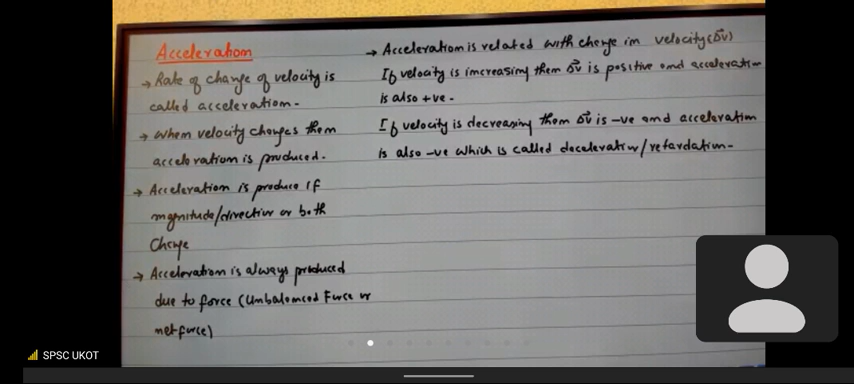 Acceleration
→ Rate of change of velocity is
called acceleration.
→ when velocity changes then
acceleration is produced.
→ Acceleration is produce if
magnitude/direction or both
change
→ Acceleration is always produced
due to force (Unbalanced Force or
net force)
→ Acceleration is related with change in velocity (Δv⃗)
If velocity is increasing then Δv⃗ is positive and acceleration
is also +ve.
If velocity is decreasing then Δv⃗ is -ve and acceleration
is also -ve which is called deceleration/retardation-
SPSC UKOT